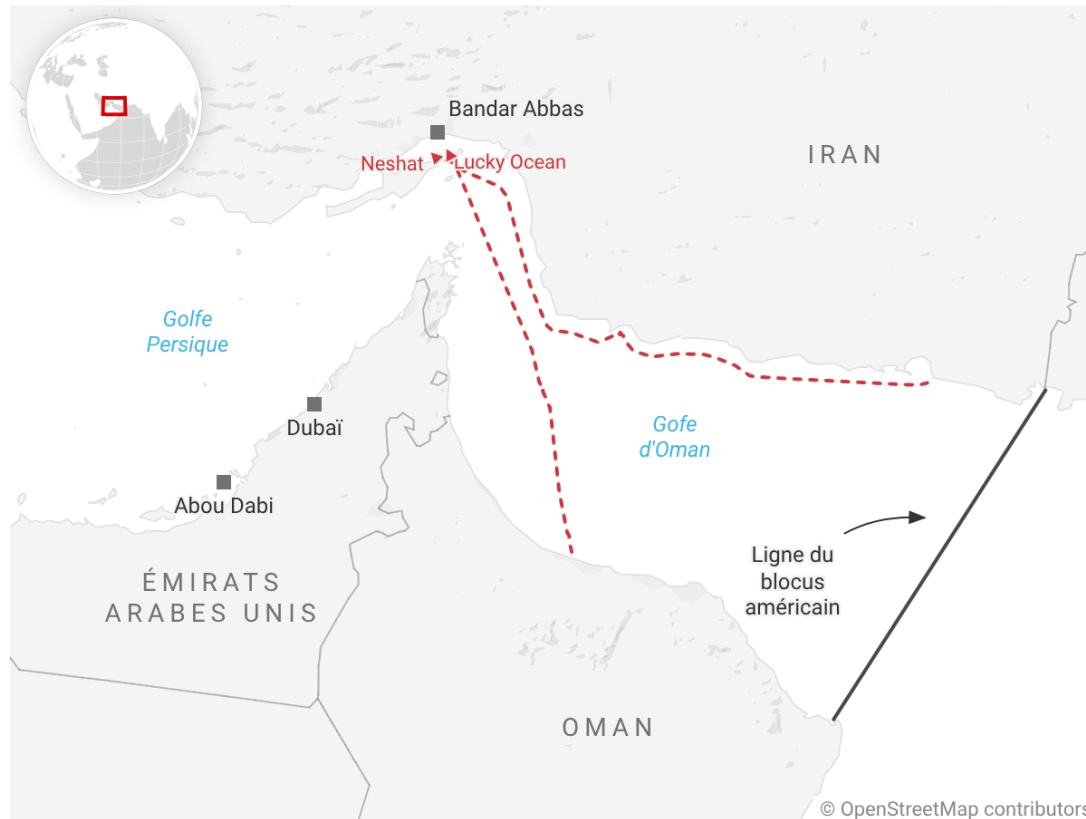 Bandar Abbas
Neshat
Lucky Ocean
IRAN
Golfe
Persique
Dubaï
Gofe
d'Oman
Abou Dabi
Ligne du
blocus
américain
ÉMIRATS
ARABES UNIS
OMAN
© OpenStreetMap contributors